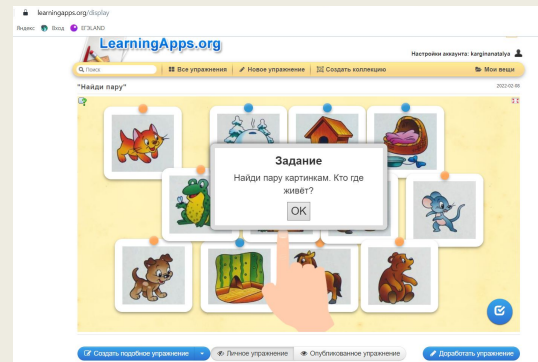 learningapps.org/display
Яндекс Вход ЕГЭLAND
LearningApps.org
Настройки аккаунта: karginanatalya
Поиск Все упражнения Новое упражнение Создать коллекцию Мои вещи
"Найди пару" 2022-02-08
Задание
Найди пару картинкам. Кто где
живёт?
OK
Создать подобное упражнение Личное упражнение Опубликованное упражнение Доработать упражнение